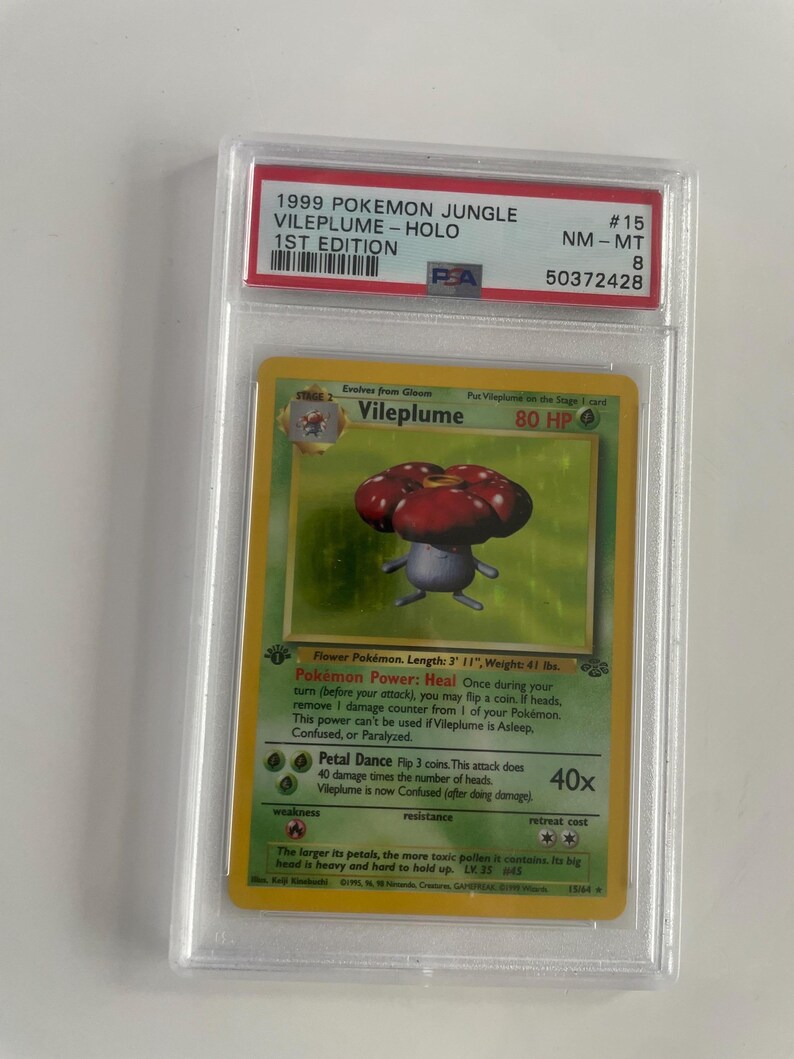 1999 POKEMON JUNGLE #15
VILEPLUME - HOLO NM - MT
1ST EDITION 8
PSA 50372428
STAGE 2 Evolves from Gloom Put Vileplume on the Stage 1 card
Vileplume 80 HP
EDITION
1
Flower Pokémon. Length: 3' 11", Weight: 41 lbs.
Pokémon Power: Heal Once during your
turn (before your attack), you may flip a coin. If heads,
remove 1 damage counter from 1 of your Pokémon.
This power can't be used if Vileplume is Asleep,
Confused, or Paralyzed.
Petal Dance Flip 3 coins. This attack does
40 damage times the number of heads.
Vileplume is now Confused (after doing damage).
40x
weakness resistance retreat cost
The larger its petals, the more toxic pollen it contains. Its big
head is heavy and hard to hold up. LV. 35 #45
Illus. Keiji Kinebuchi ©1995, 96, 98 Nintendo, Creatures, GAMEFREAK. ©1999 Wizards. 15/64 ★